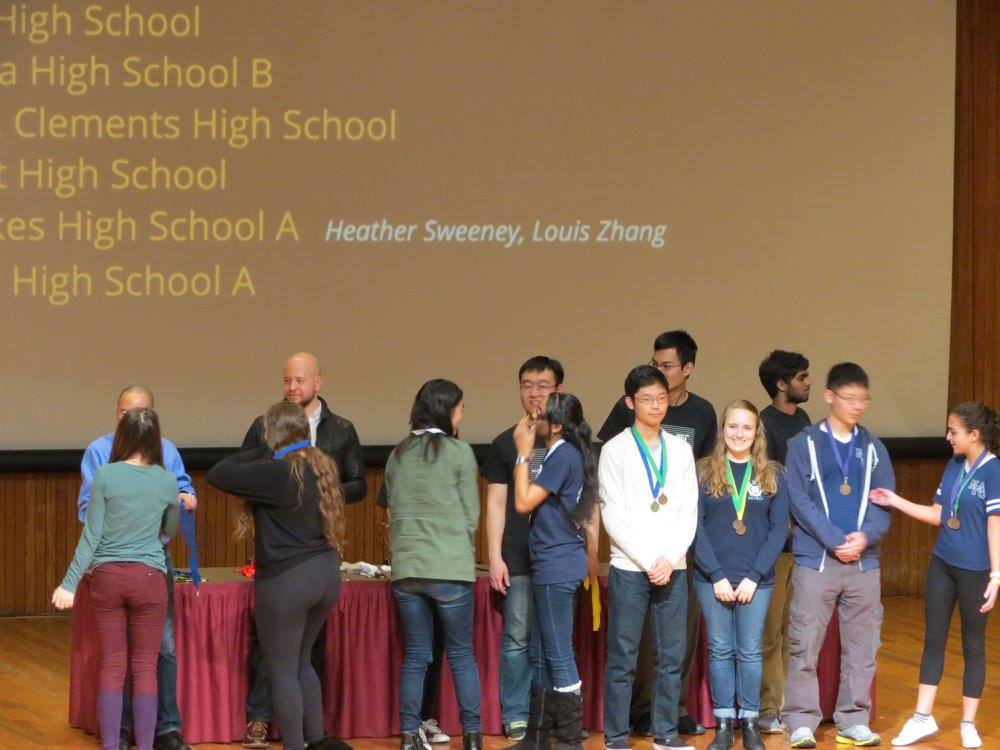 High School
a High School B
Clements High School
t High School
kes High School A Heather Sweeney, Louis Zhang
High School A